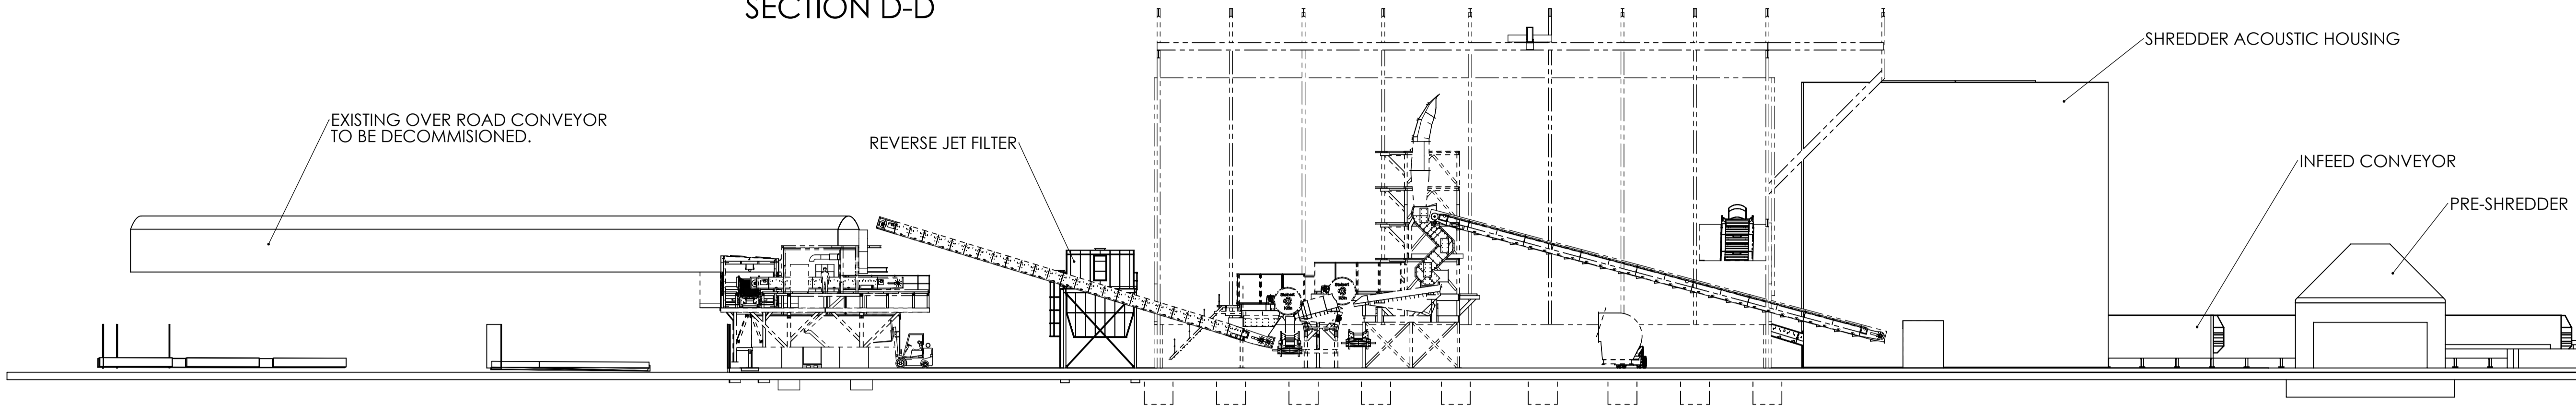 SECTION D-D
SHREDDER ACOUSTIC HOUSING
EXISTING OVER ROAD CONVEYOR
TO BE DECOMMISIONED.
REVERSE JET FILTER
INFEED CONVEYOR
PRE-SHREDDER